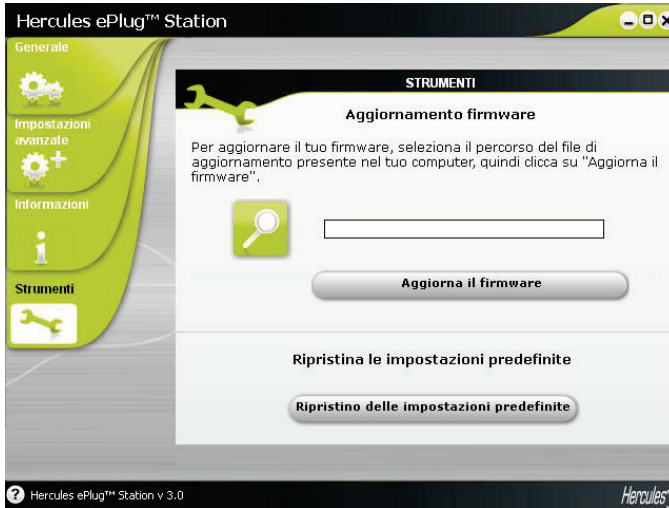 Hercules ePlug™ Station
Generale
Impostazioni
avanzate
Informazioni
Strumenti
STRUMENTI
Aggiornamento firmware
Per aggiornare il tuo firmware, seleziona il percorso del file di
aggiornamento presente nel tuo computer, quindi clicca su "Aggiorna il
firmware".
Aggiorna il firmware
Ripristina le impostazioni predefinite
Ripristino delle impostazioni predefinite
? Hercules ePlug™ Station v 3.0
Hercules